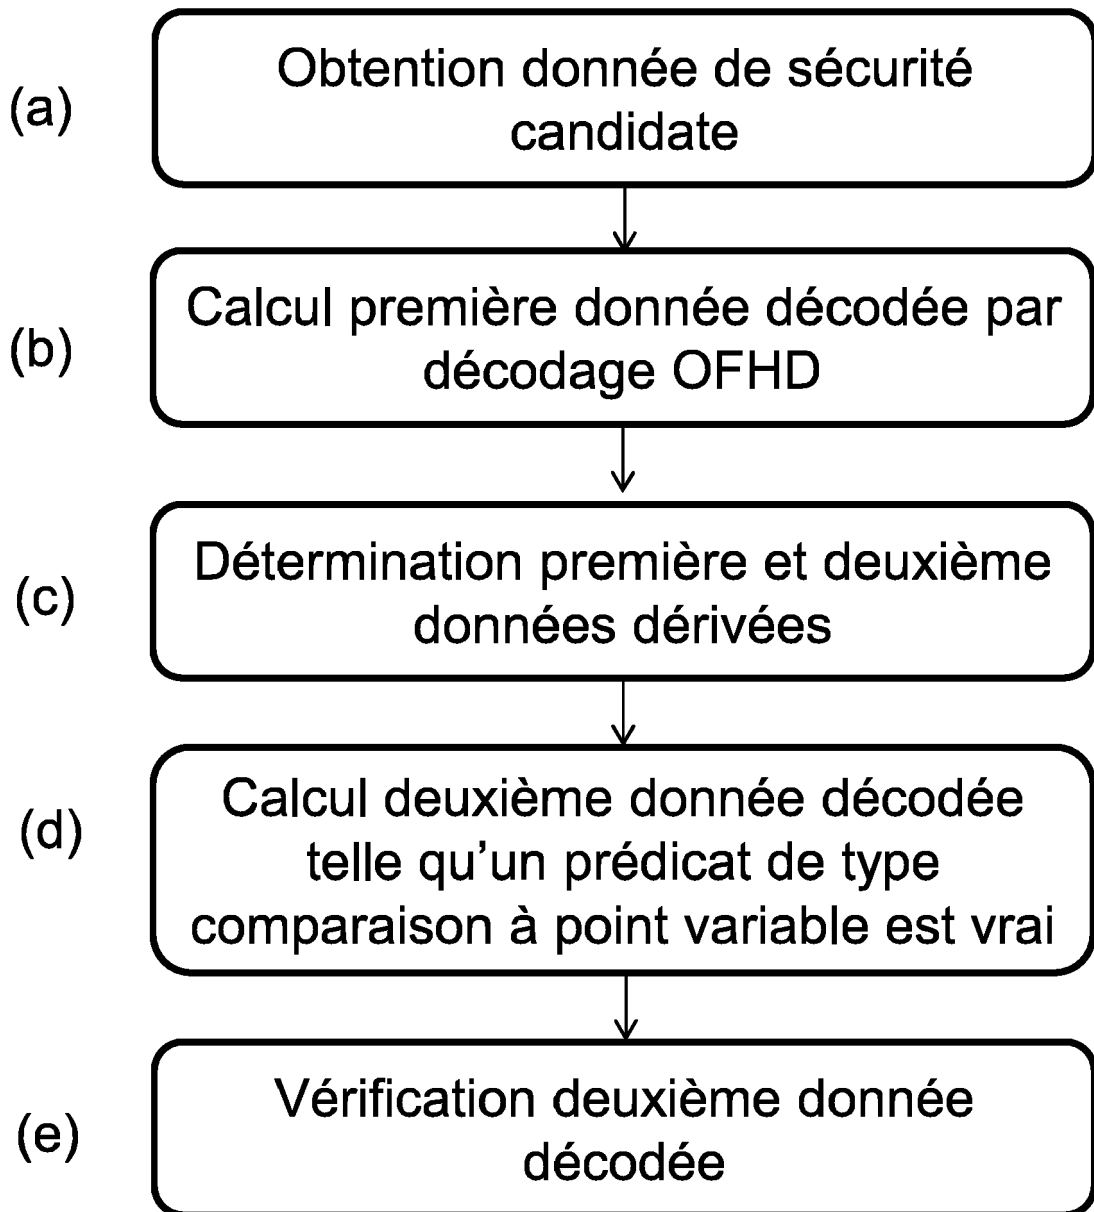 (a)
Obtention donnée de sécurité
candidate
(b)
Calcul première donnée décodée par
décodage OFHD
(c)
Détermination première et deuxième
données dérivées
(d)
Calcul deuxième donnée décodée
telle qu'un prédicat de type
comparaison à point variable est vrai
(e)
Vérification deuxième donnée
décodée